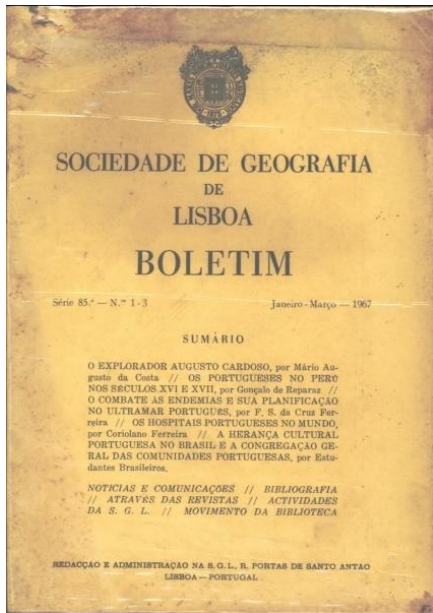 SOCIEDADE DE GEOGRAFIA
DE
LISBOA
BOLETIM
Série 85.ª — N.os 1-3
Janeiro-Março — 1967
SUMÁRIO
O EXPLORADOR AUGUSTO CARDOSO, por Mário Au-
gusto da Costa // OS PORTUGUESES NO PERÚ
NOS SÉCULOS XVI E XVII, por Gonçalo de Reparaz //
O COMBATE ÀS ENDEMIAS E SUA PLANIFICAÇÃO
NO ULTRAMAR PORTUGUÊS, por F. S. da Cruz Fer-
reira // OS HOSPITAIS PORTUGUESES NO MUNDO,
por Coriolano Ferreira // A HERANÇA CULTURAL
PORTUGUESA NO BRASIL E A CONGREGAÇÃO GE-
RAL DAS COMUNIDADES PORTUGUESAS, por Estu-
dantes Brasileiros.
NOTÍCIAS E COMUNICAÇÕES // BIBLIOGRAFIA
// ATRAVÉS DAS REVISTAS // ACTIVIDADES
DA S. G. L. // MOVIMENTO DA BIBLIOTECA
REDACÇÃO E ADMINISTRAÇÃO NA S. G. L., R. PORTAS DE SANTO ANTÃO
LISBOA — PORTUGAL